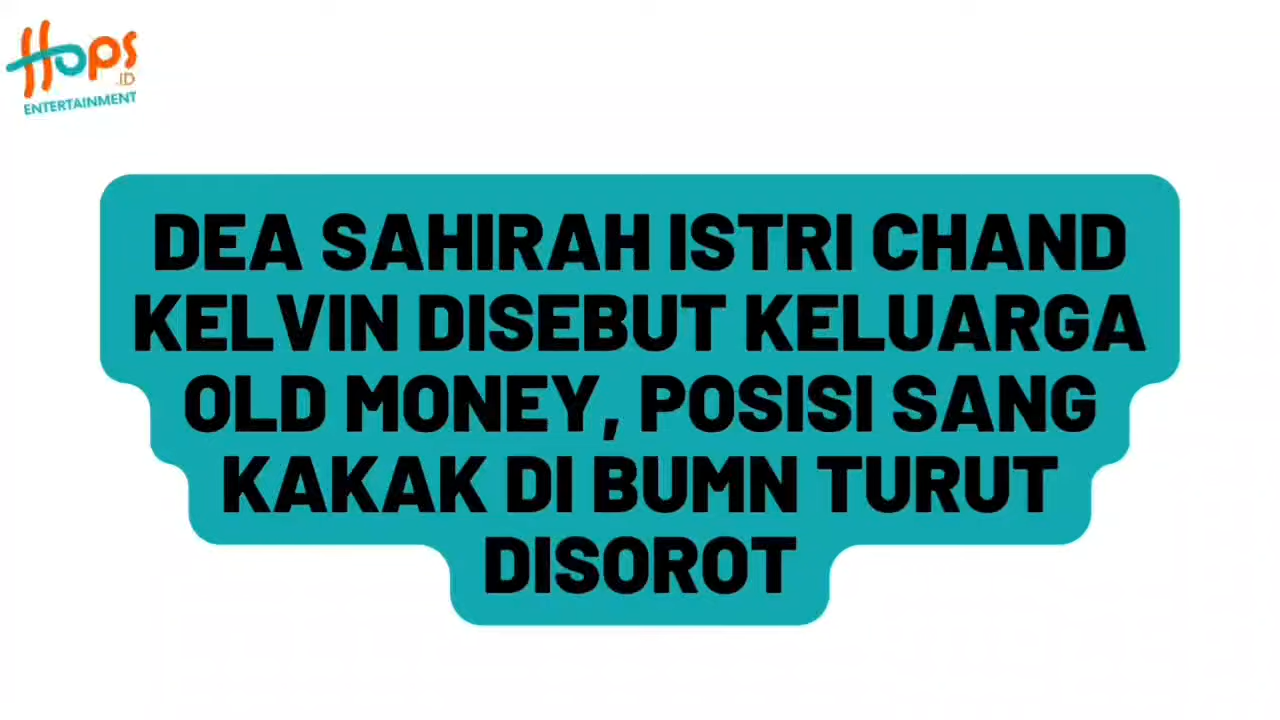 Hops
.ID
ENTERTAINMENT
DEA SAHIRAH ISTRI CHAND
KELVIN DISEBUT KELUARGA
OLD MONEY, POSISI SANG
KAKAK DI BUMN TURUT
DISOROT